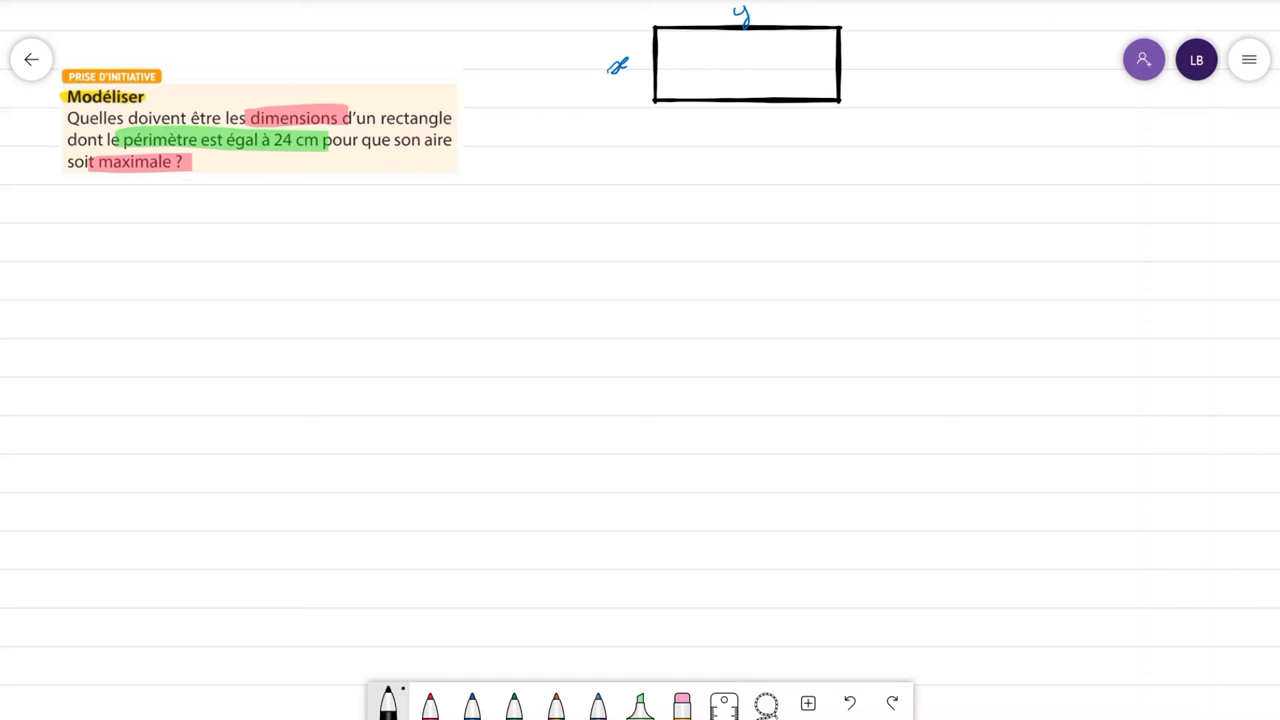 y
x
LB
PRISE D'INITIATIVE
Modéliser
Quelles doivent être les dimensions d'un rectangle
dont le périmètre est égal à 24 cm pour que son aire
soit maximale ?